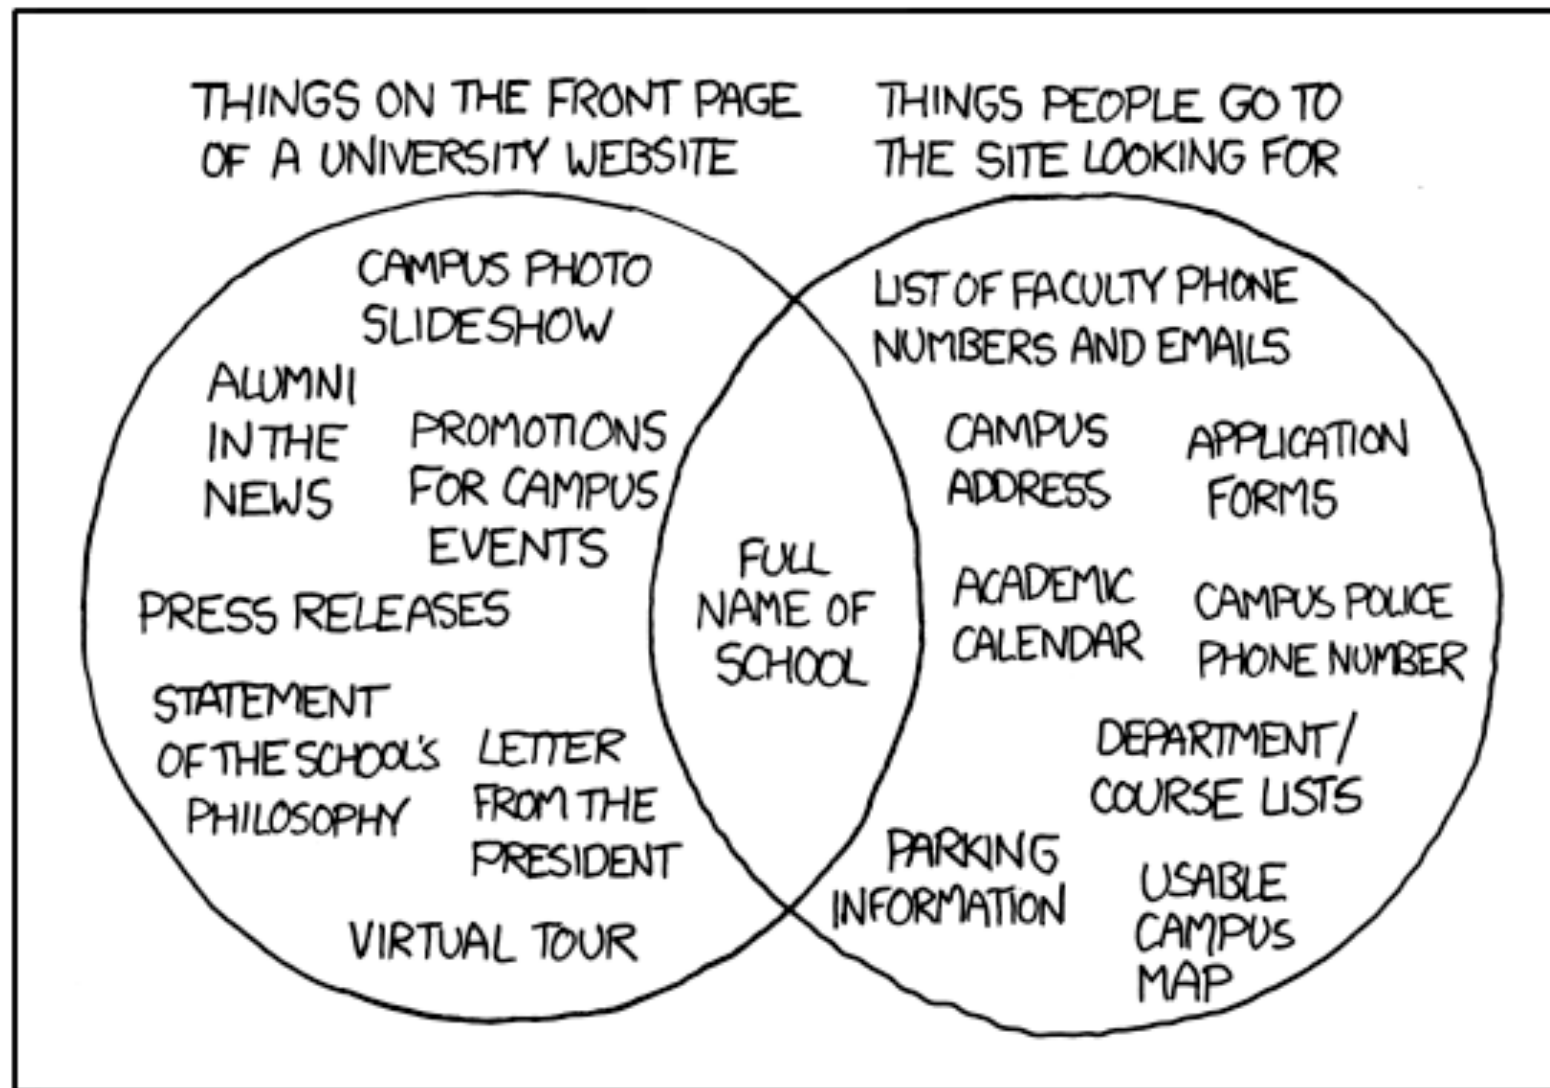 THINGS ON THE FRONT PAGE
OF A UNIVERSITY WEBSITE
THINGS PEOPLE GO TO
THE SITE LOOKING FOR
CAMPUS PHOTO
SLIDESHOW
ALUMNI
IN THE
NEWS
PROMOTIONS
FOR CAMPUS
EVENTS
PRESS RELEASES
STATEMENT
OF THE SCHOOL'S
PHILOSOPHY
LETTER
FROM THE
PRESIDENT
VIRTUAL TOUR
FULL
NAME OF
SCHOOL
LIST OF FACULTY PHONE
NUMBERS AND EMAILS
CAMPUS
ADDRESS
APPLICATION
FORMS
ACADEMIC
CALENDAR
CAMPUS POLICE
PHONE NUMBER
DEPARTMENT/
COURSE LISTS
PARKING
INFORMATION
USABLE
CAMPUS
MAP